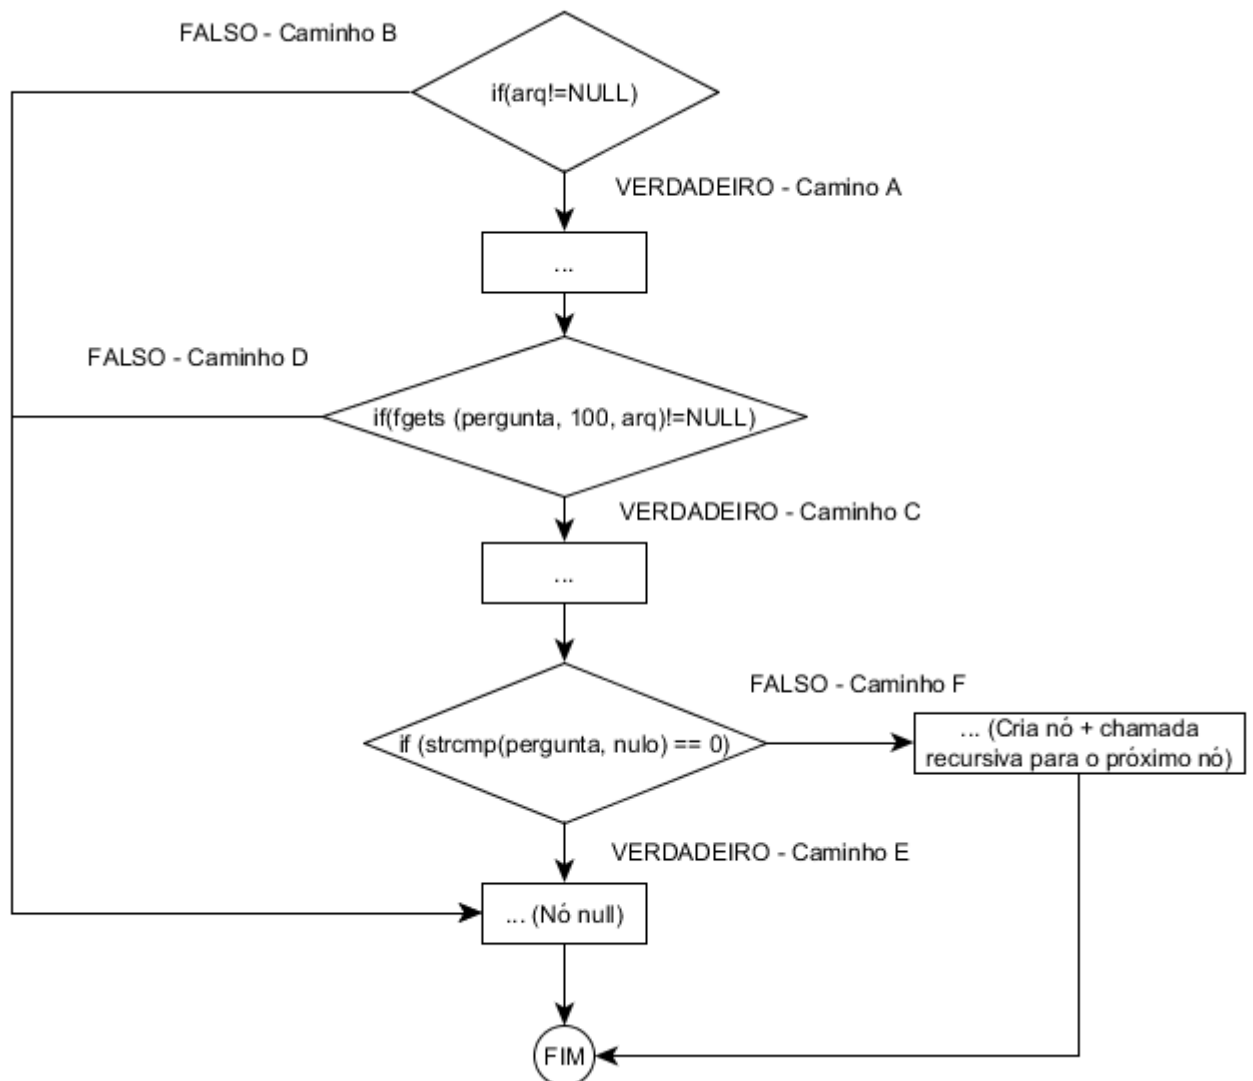 FALSO - Caminho B
if(arq!=NULL)
VERDADEIRO - Camino A
...
FALSO - Caminho D
if(fgets (pergunta, 100, arq)!=NULL)
VERDADEIRO - Caminho C
...
FALSO - Caminho F
if (strcmp(pergunta, nulo) == 0)
... (Cria nó + chamada
recursiva para o próximo nó)
VERDADEIRO - Caminho E
... (Nó null)
FIM